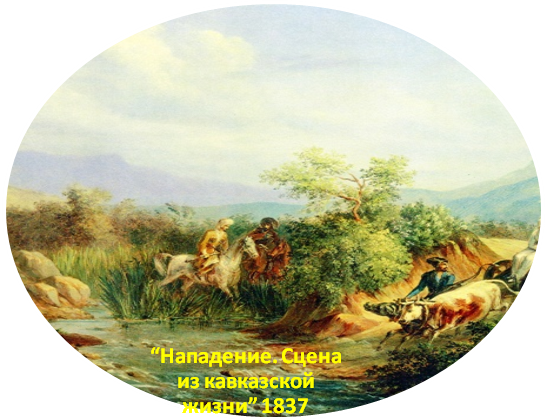 “Нападение. Сцена
из кавказской
жизни” 1837